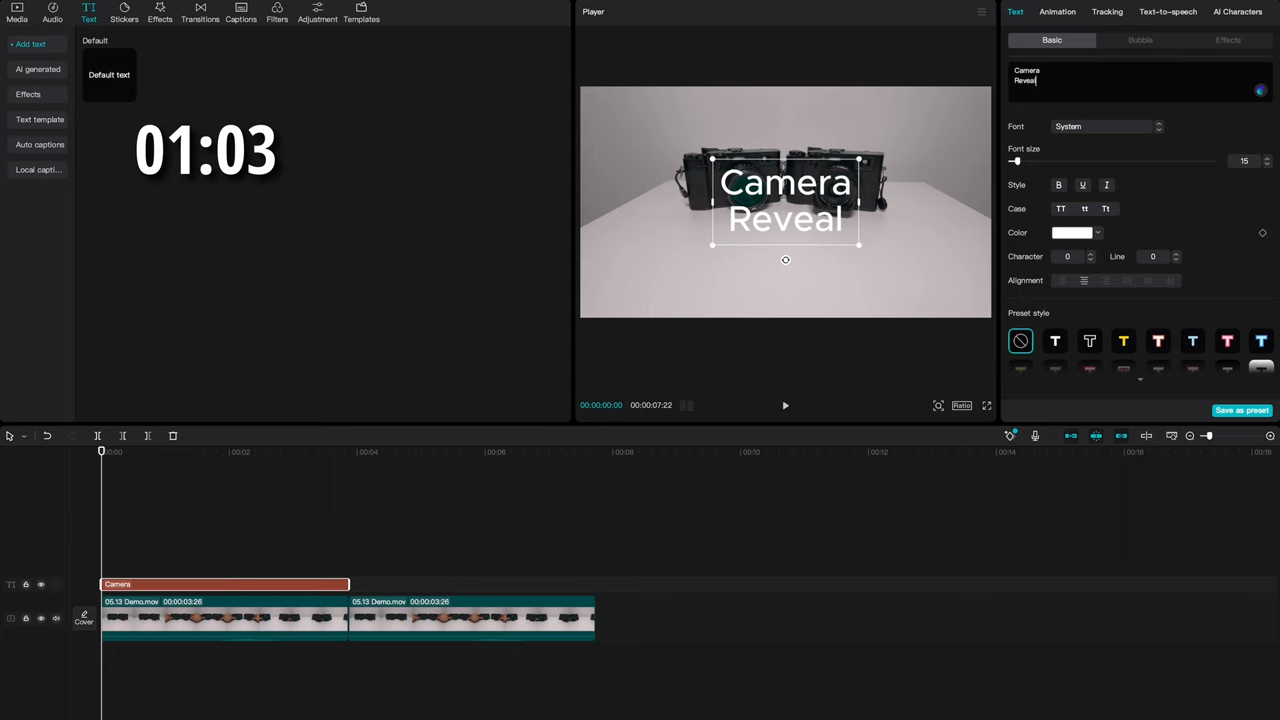 Media Audio Text Stickers Effects Transitions Captions Filters Adjustment Templates
+ Add text
AI generated
Effects
Text template
Auto captions
Local capti...
Default
Default text
01:03
Player
Camera
Reveal
00:00:00:00 00:00:07:22
Ratio
Text Animation Tracking Text-to-speech AI Characters
Basic Bubble Effects
Camera
Reveal
Font System
Font size
15
Style B U I
Case TT tt Tt
Color
Character 0 Line 0
Alignment
Preset style
T T T T T T T
Save as preset
00:00 00:02 00:04 00:06 00:08 00:10 00:12 00:14 00:16 00:18
TI Camera
Cover
05.13 Demo.mov 00:00:03:26 05.13 Demo.mov 00:00:03:26